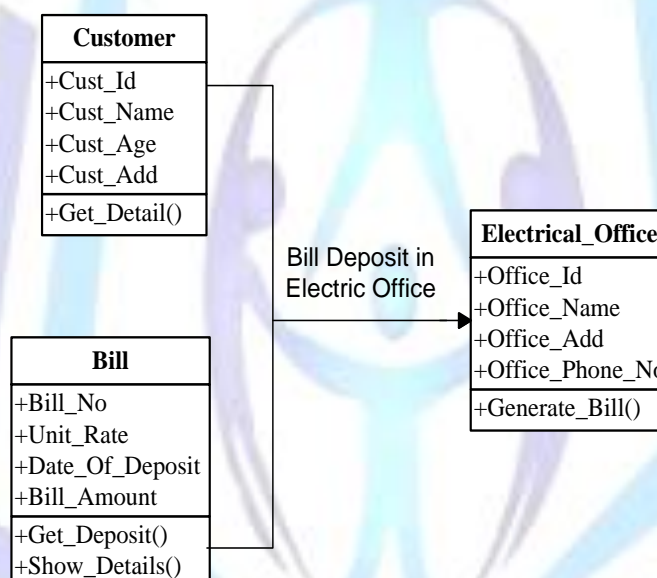 Customer
+Cust_Id
+Cust_Name
+Cust_Age
+Cust_Add
+Get_Detail()
Bill Deposit in
Electric Office
Electrical_Office
+Office_Id
+Office_Name
+Office_Add
+Office_Phone_No
+Generate_Bill()
Bill
+Bill_No
+Unit_Rate
+Date_Of_Deposit
+Bill_Amount
+Get_Deposit()
+Show_Details()